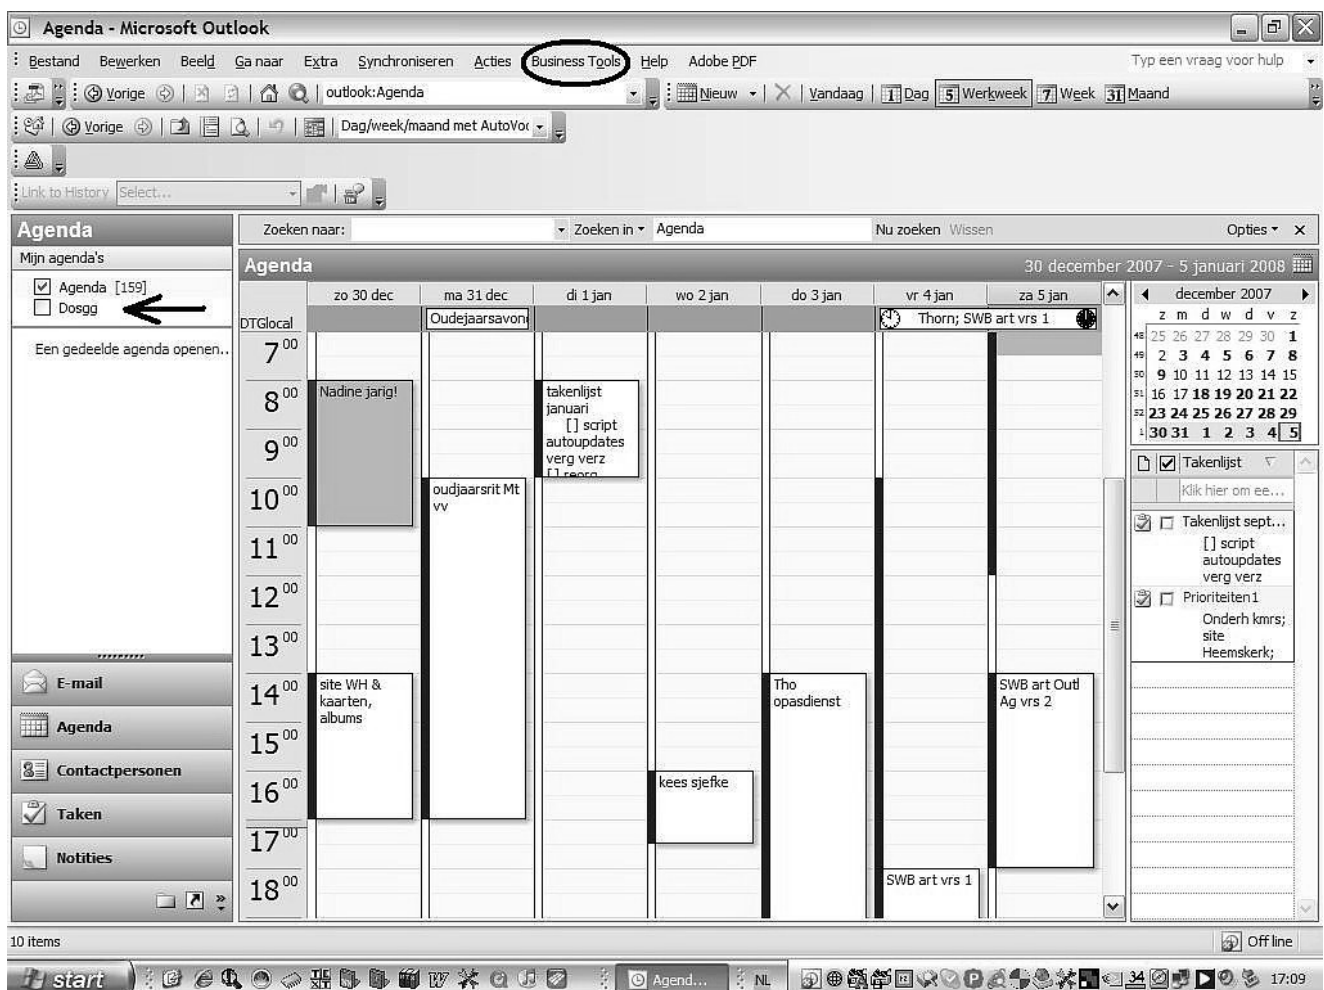 Agenda - Microsoft Outlook
Bestand Bewerken Beeld Ga naar Extra Synchroniseren Acties Business Tools Help Adobe PDF Typ een vraag voor hulp
Vorige outlook:Agenda Nieuw Vandaag 1 Dag 5 Werkweek 7 Week 31 Maand
Vorige Dag/week/maand met AutoVoc
Link to History Select...
Agenda
Mijn agenda's
Agenda [159]
Dosgg
Een gedeelde agenda openen..
E-mail
Agenda
Contactpersonen
Taken
Notities
Zoeken naar: Zoeken in Agenda Nu zoeken Wissen Opties
Agenda 30 december 2007 - 5 januari 2008
zo 30 dec ma 31 dec di 1 jan wo 2 jan do 3 jan vr 4 jan za 5 jan
DTGlocal Oudejaarsavon Thorn; SWB art vrs 1
7 00
8 00
9 00
10 00
11 00
12 00
13 00
14 00
15 00
16 00
17 00
18 00
Nadine jarig!
site WH &
kaarten,
albums
oudjaarsrit Mt
vv
takenlijst
januari
[] script
autoupdates
verg verz
[] reorg
kees sjefke
Tho
opasdienst
SWB art vrs 1
SWB art Outl
Ag vrs 2
december 2007
z m d w d v z
48 25 26 27 28 29 30 1
49 2 3 4 5 6 7 8
50 9 10 11 12 13 14 15
51 16 17 18 19 20 21 22
52 23 24 25 26 27 28 29
1 30 31 1 2 3 4 5
Takenlijst
Klik hier om ee...
Takenlijst sept...
[] script
autoupdates
verg verz
Prioriteiten1
Onderh kmrs;
site
Heemskerk;
10 items Off line
start Agend... NL 34 17:09